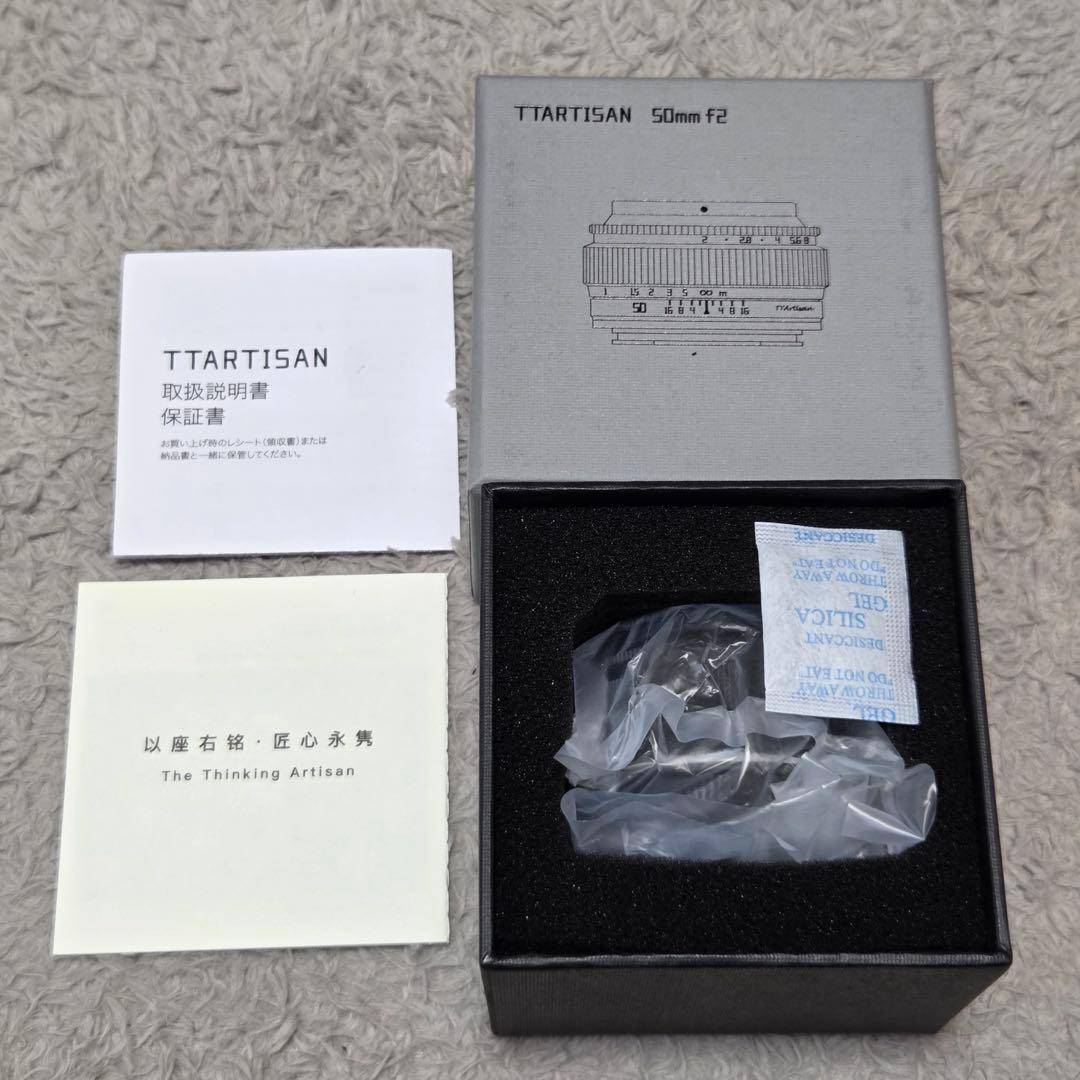 TTARTISAN 50mm f2
2 · 2.8 · 4 5.6 8
1 1.5 2 3 5 ∞ m
50 16 8 4 4 8 16 TTArtisan
TTARTISAN
取扱説明書
保証書
お買い上げ時のレシート(領収書)または
納品書と一緒に保管してください。
以座右铭·匠心永隽
The Thinking Artisan
GEL
THROW AWAY
"DO NOT EAT"
DESICCANT
SILICA
GEL
THROW AWAY
"DO NOT EAT"
DESICCANT